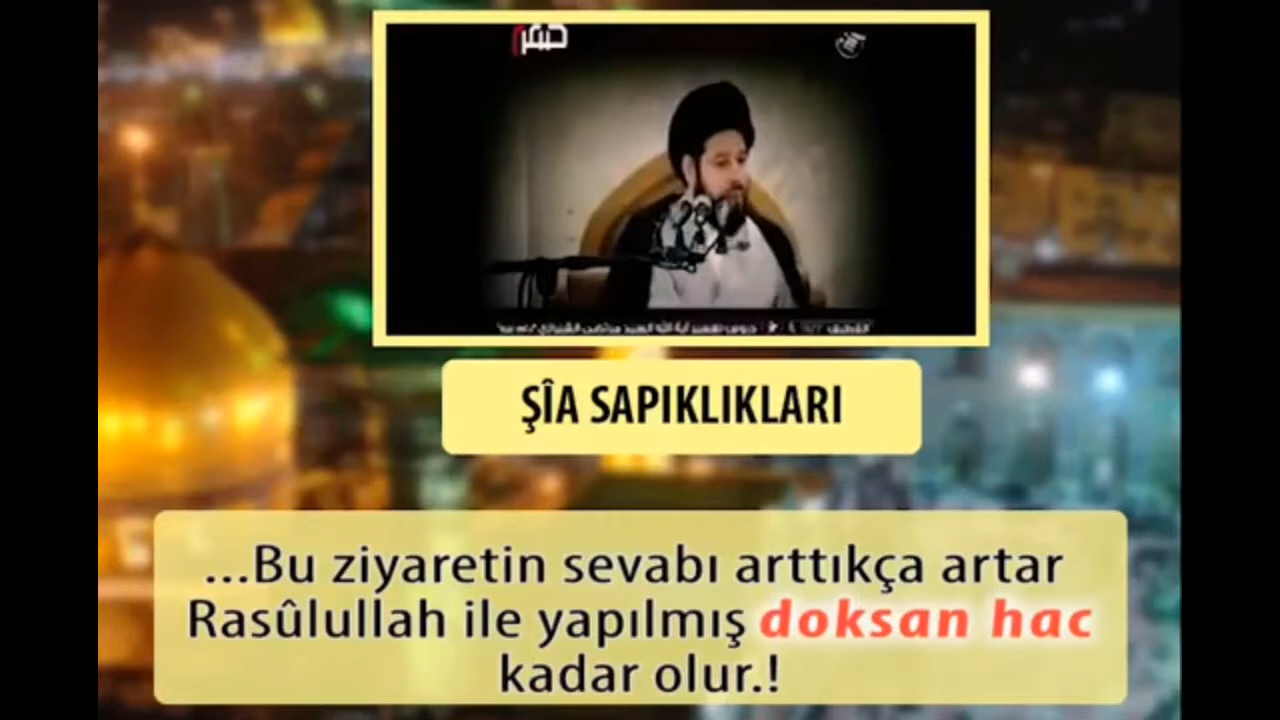 ŞÎA SAPIKLIKLARI
...Bu ziyaretin sevabı arttıkça artar
Rasûlullah ile yapılmış doksan hac
kadar olur.!